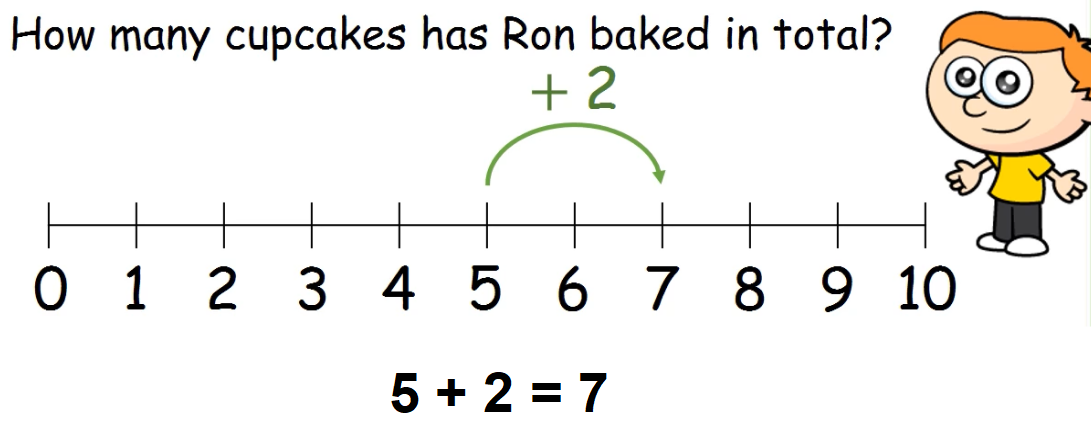 How many cupcakes has Ron baked in total?
+ 2
0 1 2 3 4 5 6 7 8 9 10
5 + 2 = 7